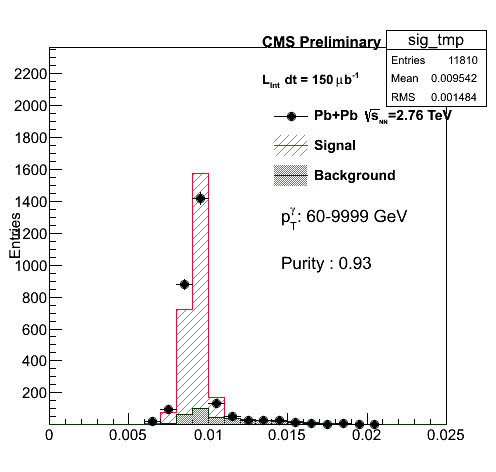 CMS Preliminary
sig_tmp
Entries 11810
Mean 0.009542
RMS 0.001484
L_int dt = 150 μb^-1
Pb+Pb √s_NN=2.76 TeV
Signal
Background
p_T^γ: 60-9999 GeV
Purity : 0.93
Entries
2200
2000
1800
1600
1400
1200
1000
800
600
400
200
0 0.005 0.01 0.015 0.02 0.025